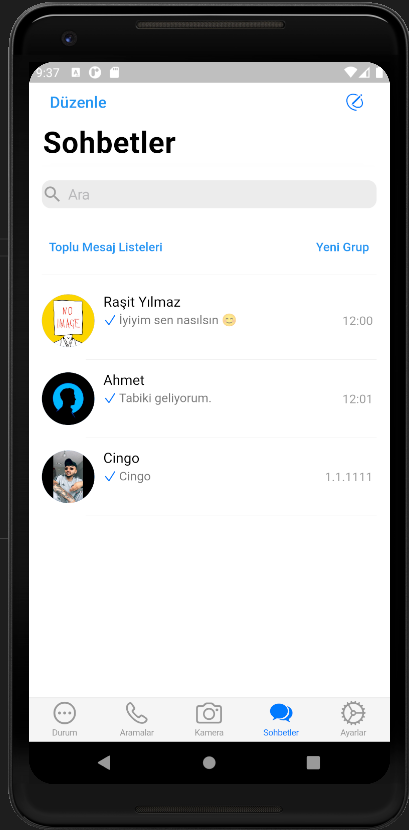 9:37
Düzenle
Sohbetler
Ara
Toplu Mesaj Listeleri Yeni Grup
NO
IMAGE
Raşit Yılmaz
İyiyim sen nasılsın 😊 12:00
Ahmet
Tabiki geliyorum. 12:01
Cingo
Cingo 1.1.1111
Durum Aramalar Kamera Sohbetler Ayarlar